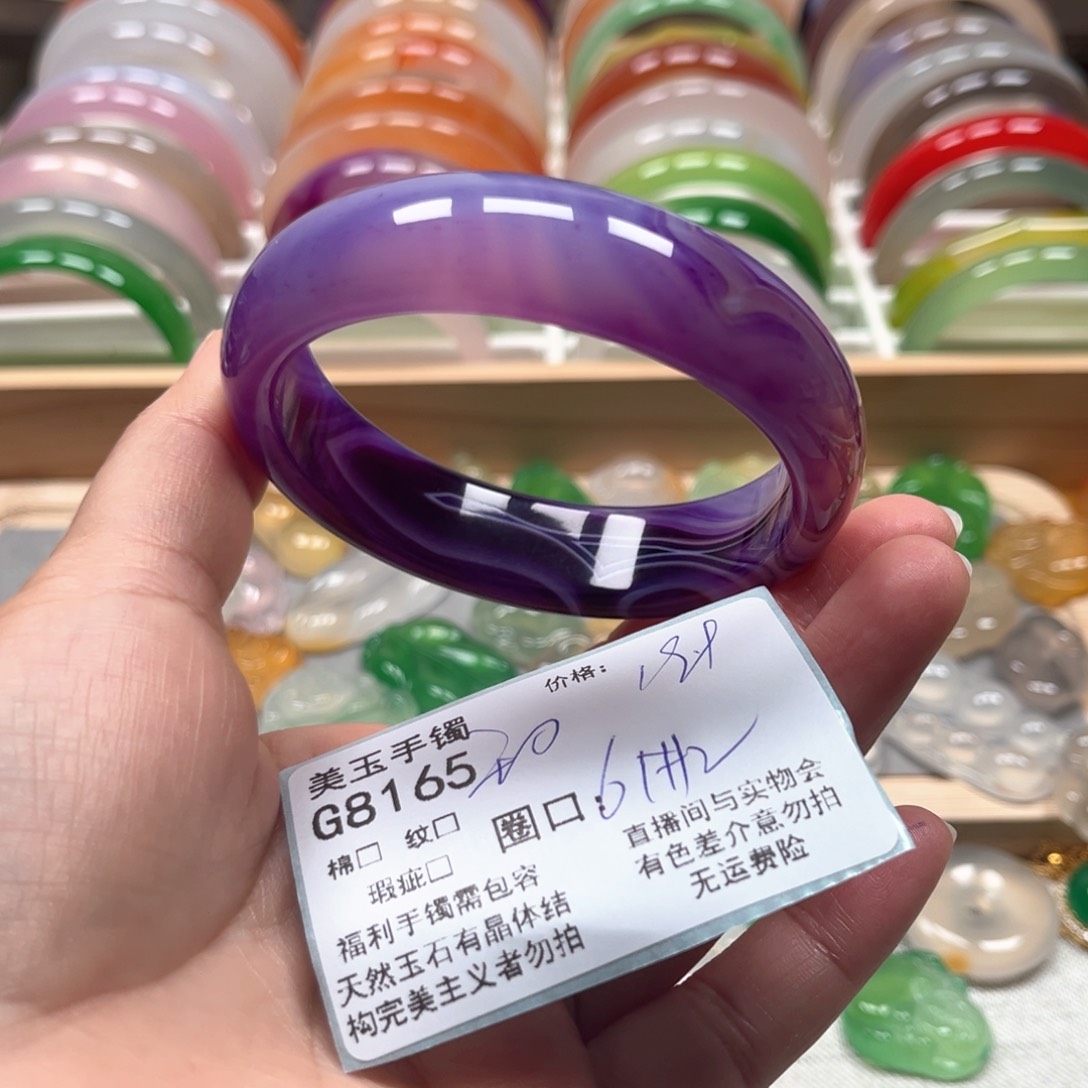 价格：
美玉手镯
G8165
棉□ 纹□ 圈口：
瑕疵□
福利手镯需包容
天然玉石有晶体结
构完美主义者勿拍
直播间与实物会
有色差介意勿拍
无运费险